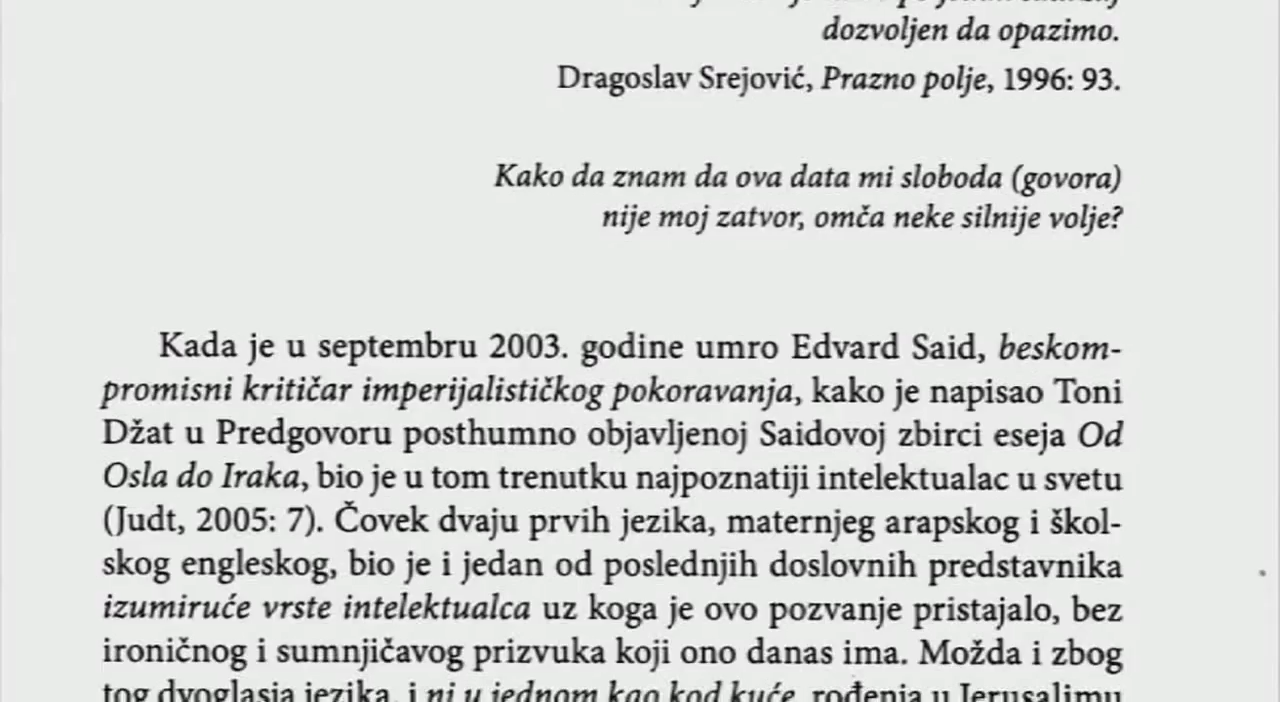 dozvoljen da opazimo.
Dragoslav Srejović, Prazno polje, 1996: 93.
Kako da znam da ova data mi sloboda (govora)
nije moj zatvor, omča neke silnije volje?
Kada je u septembru 2003. godine umro Edvard Said, beskom-
promisni kritičar imperijalističkog pokoravanja, kako je napisao Toni
Džat u Predgovoru posthumno objavljenoj Saidovoj zbirci eseja Od
Osla do Iraka, bio je u tom trenutku najpoznatiji intelektualac u svetu
(Judt, 2005: 7). Čovek dvaju prvih jezika, maternjeg arapskog i škol-
skog engleskog, bio je i jedan od poslednjih doslovnih predstavnika
izumiruće vrste intelektualca uz koga je ovo pozvanje pristajalo, bez
ironičnog i sumnjičavog prizvuka koji ono danas ima. Možda i zbog
tog dvoglasja jezika, i ni u jednom kao kod kuće, rođenja u Jerusalimu